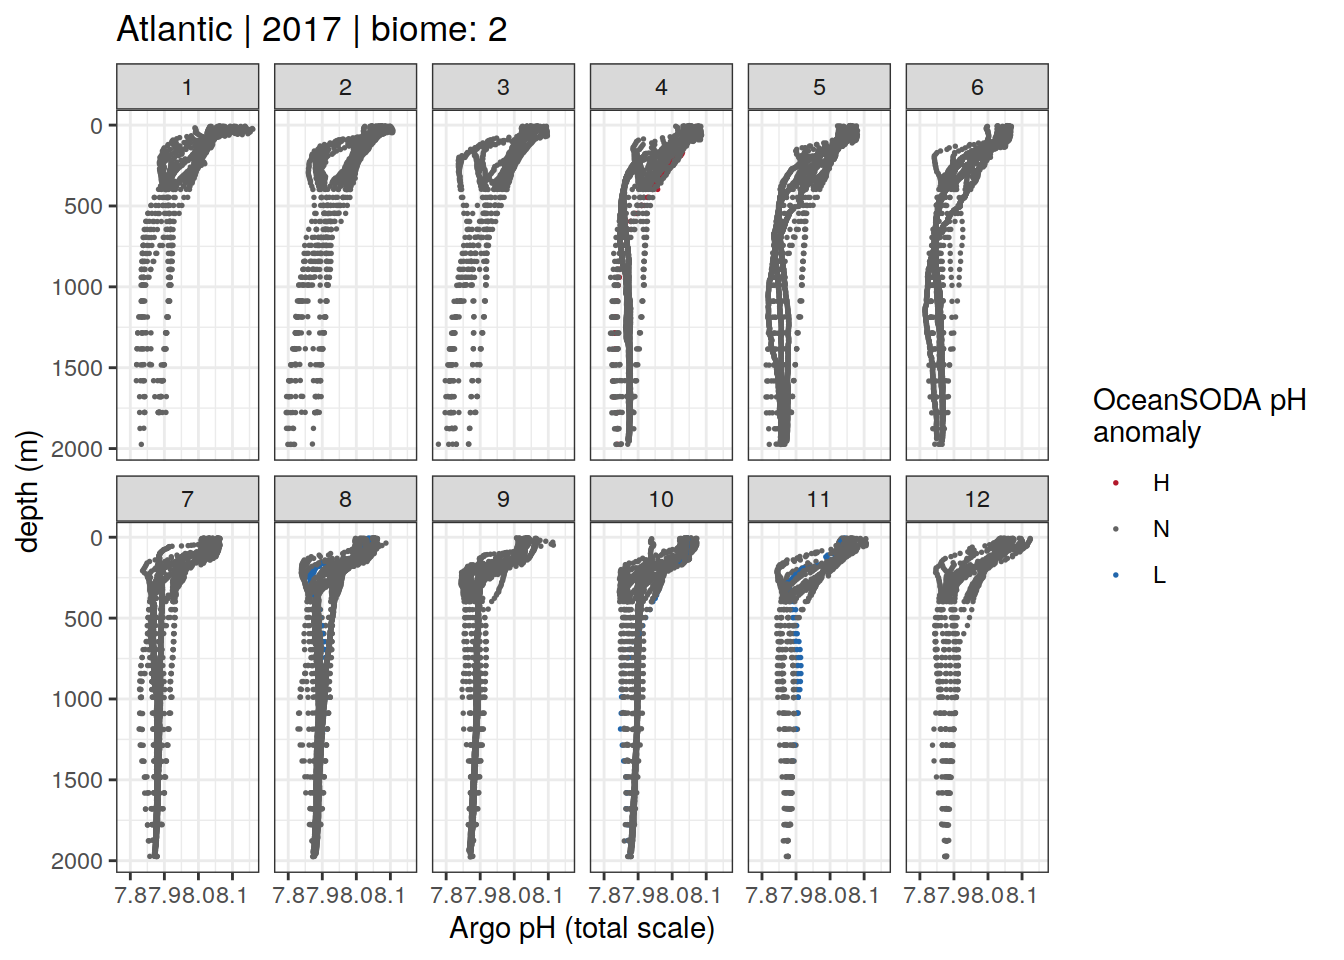 Atlantic | 2017 | biome: 2
1 2 3 4 5 6
0
500
1000
1500
2000
7 8 9 10 11 12
0
500
1000
1500
2000
7.87.98.08.1 7.87.98.08.1 7.87.98.08.1 7.87.98.08.1 7.87.98.08.1 7.87.98.08.1
depth (m)
Argo pH (total scale)
OceanSODA pH
anomaly
H
N
L